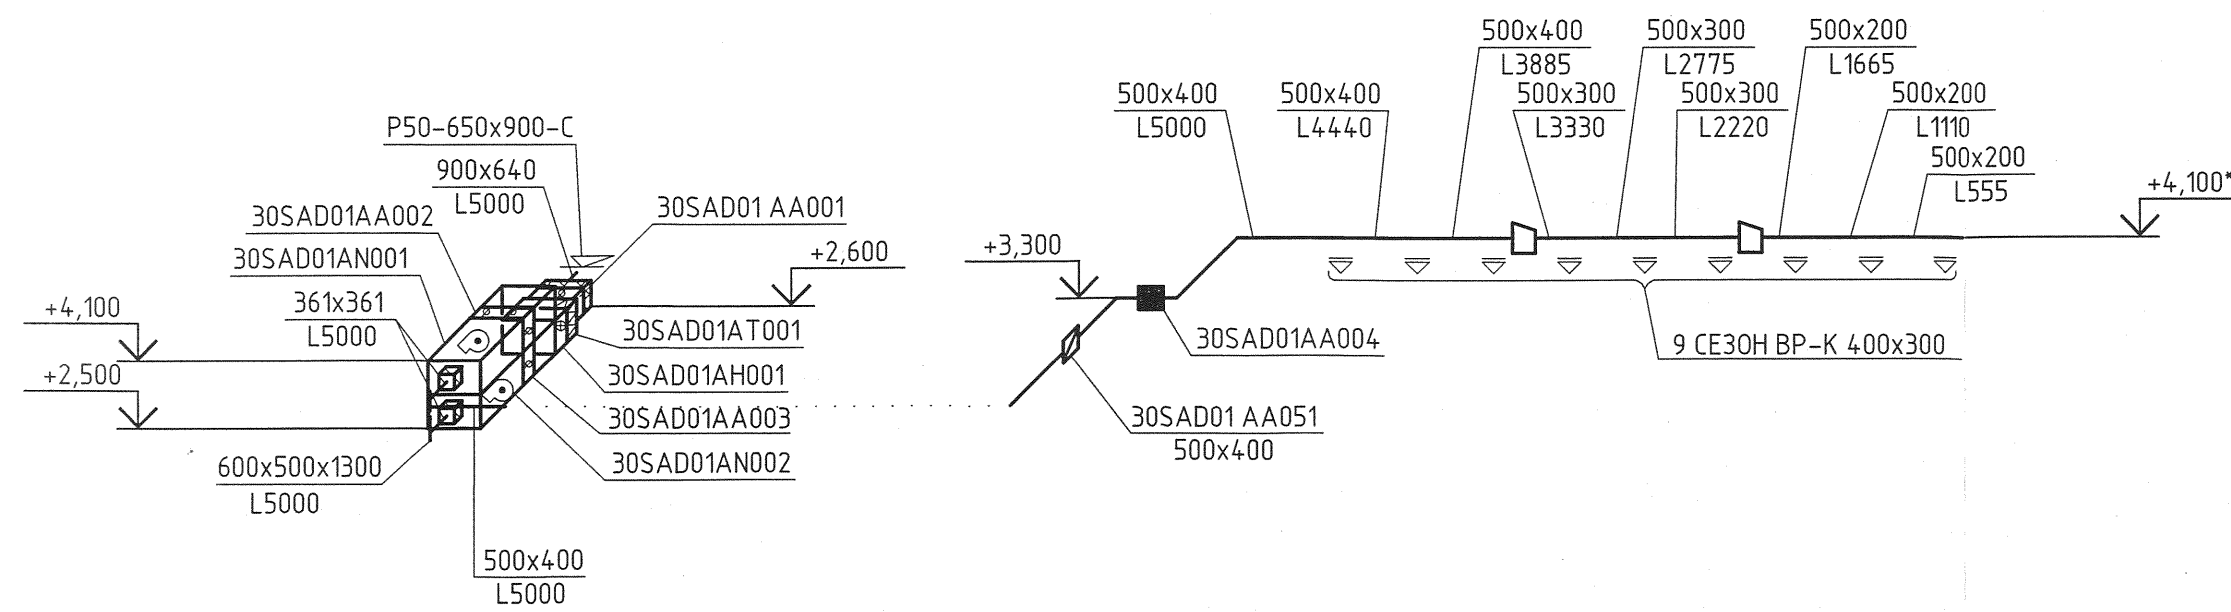 P50-650x900-C
900x640
L5000
30SAD01AA002
30SAD01 AA001
30SAD01AN001
+2,600
361x361
L5000
+4,100
30SAD01AT001
+2,500
30SAD01AH001
30SAD01AA003
600x500x1300
L5000
30SAD01AN002
500x400
L5000
500x400
L3885
500x300
L2775
500x200
L1665
500x400
L5000
500x400
L4440
500x300
L3330
500x300
L2220
500x200
L1110
500x200
L555
+4,100*
+3,300
30SAD01AA004
9 СЕЗОН ВР-К 400x300
30SAD01 AA051
500x400